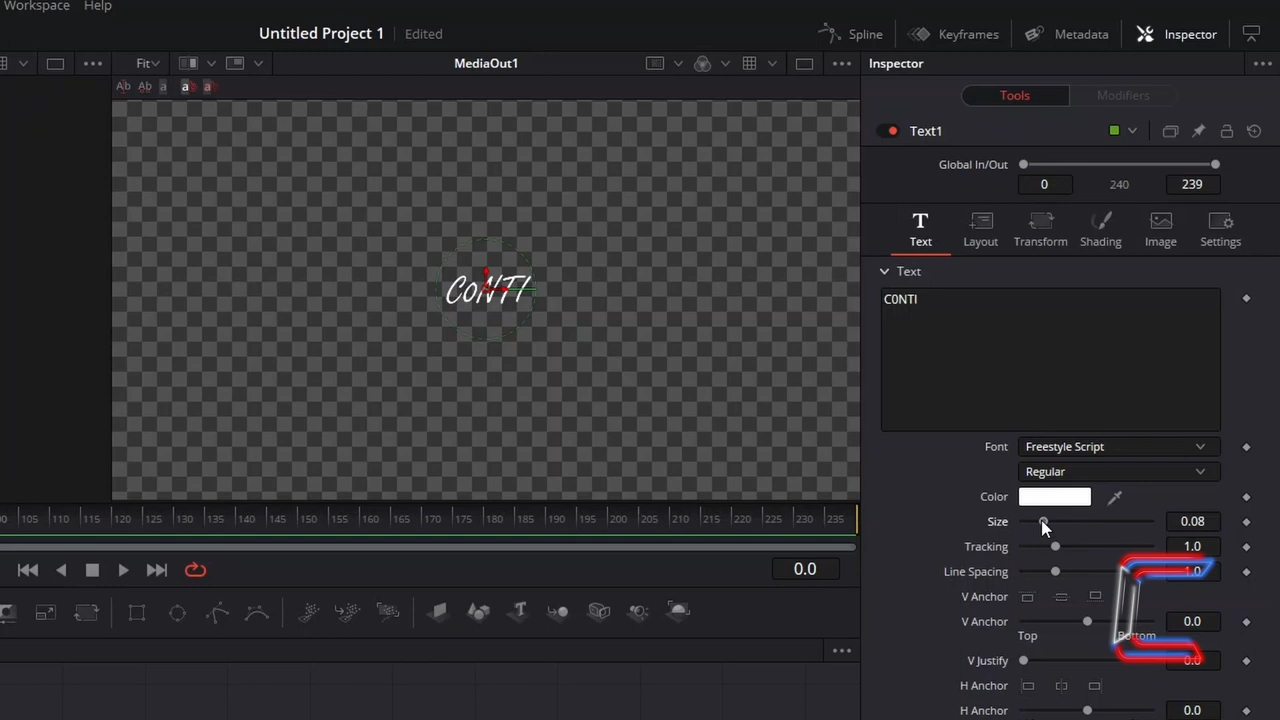 Workspace Help
Untitled Project 1 Edited
Spline Keyframes Metadata Inspector
Fit MediaOut1 Inspector
Ab Ab a a a
Tools Modifiers
Text1
Global In/Out
0 240 239
Text Layout Transform Shading Image Settings
Text
C0NTI
CoNTI
Font Freestyle Script
Regular
Color
Size 0.08
Tracking 1.0
Line Spacing 1.0
V Anchor
V Anchor 0.0
Top Bottom
V Justify 0.0
H Anchor
H Anchor 0.0
105 110 115 120 125 130 135 140 145 150 155 160 165 170 175 180 185 190 195 200 205 210 215 220 225 230 235
0.0